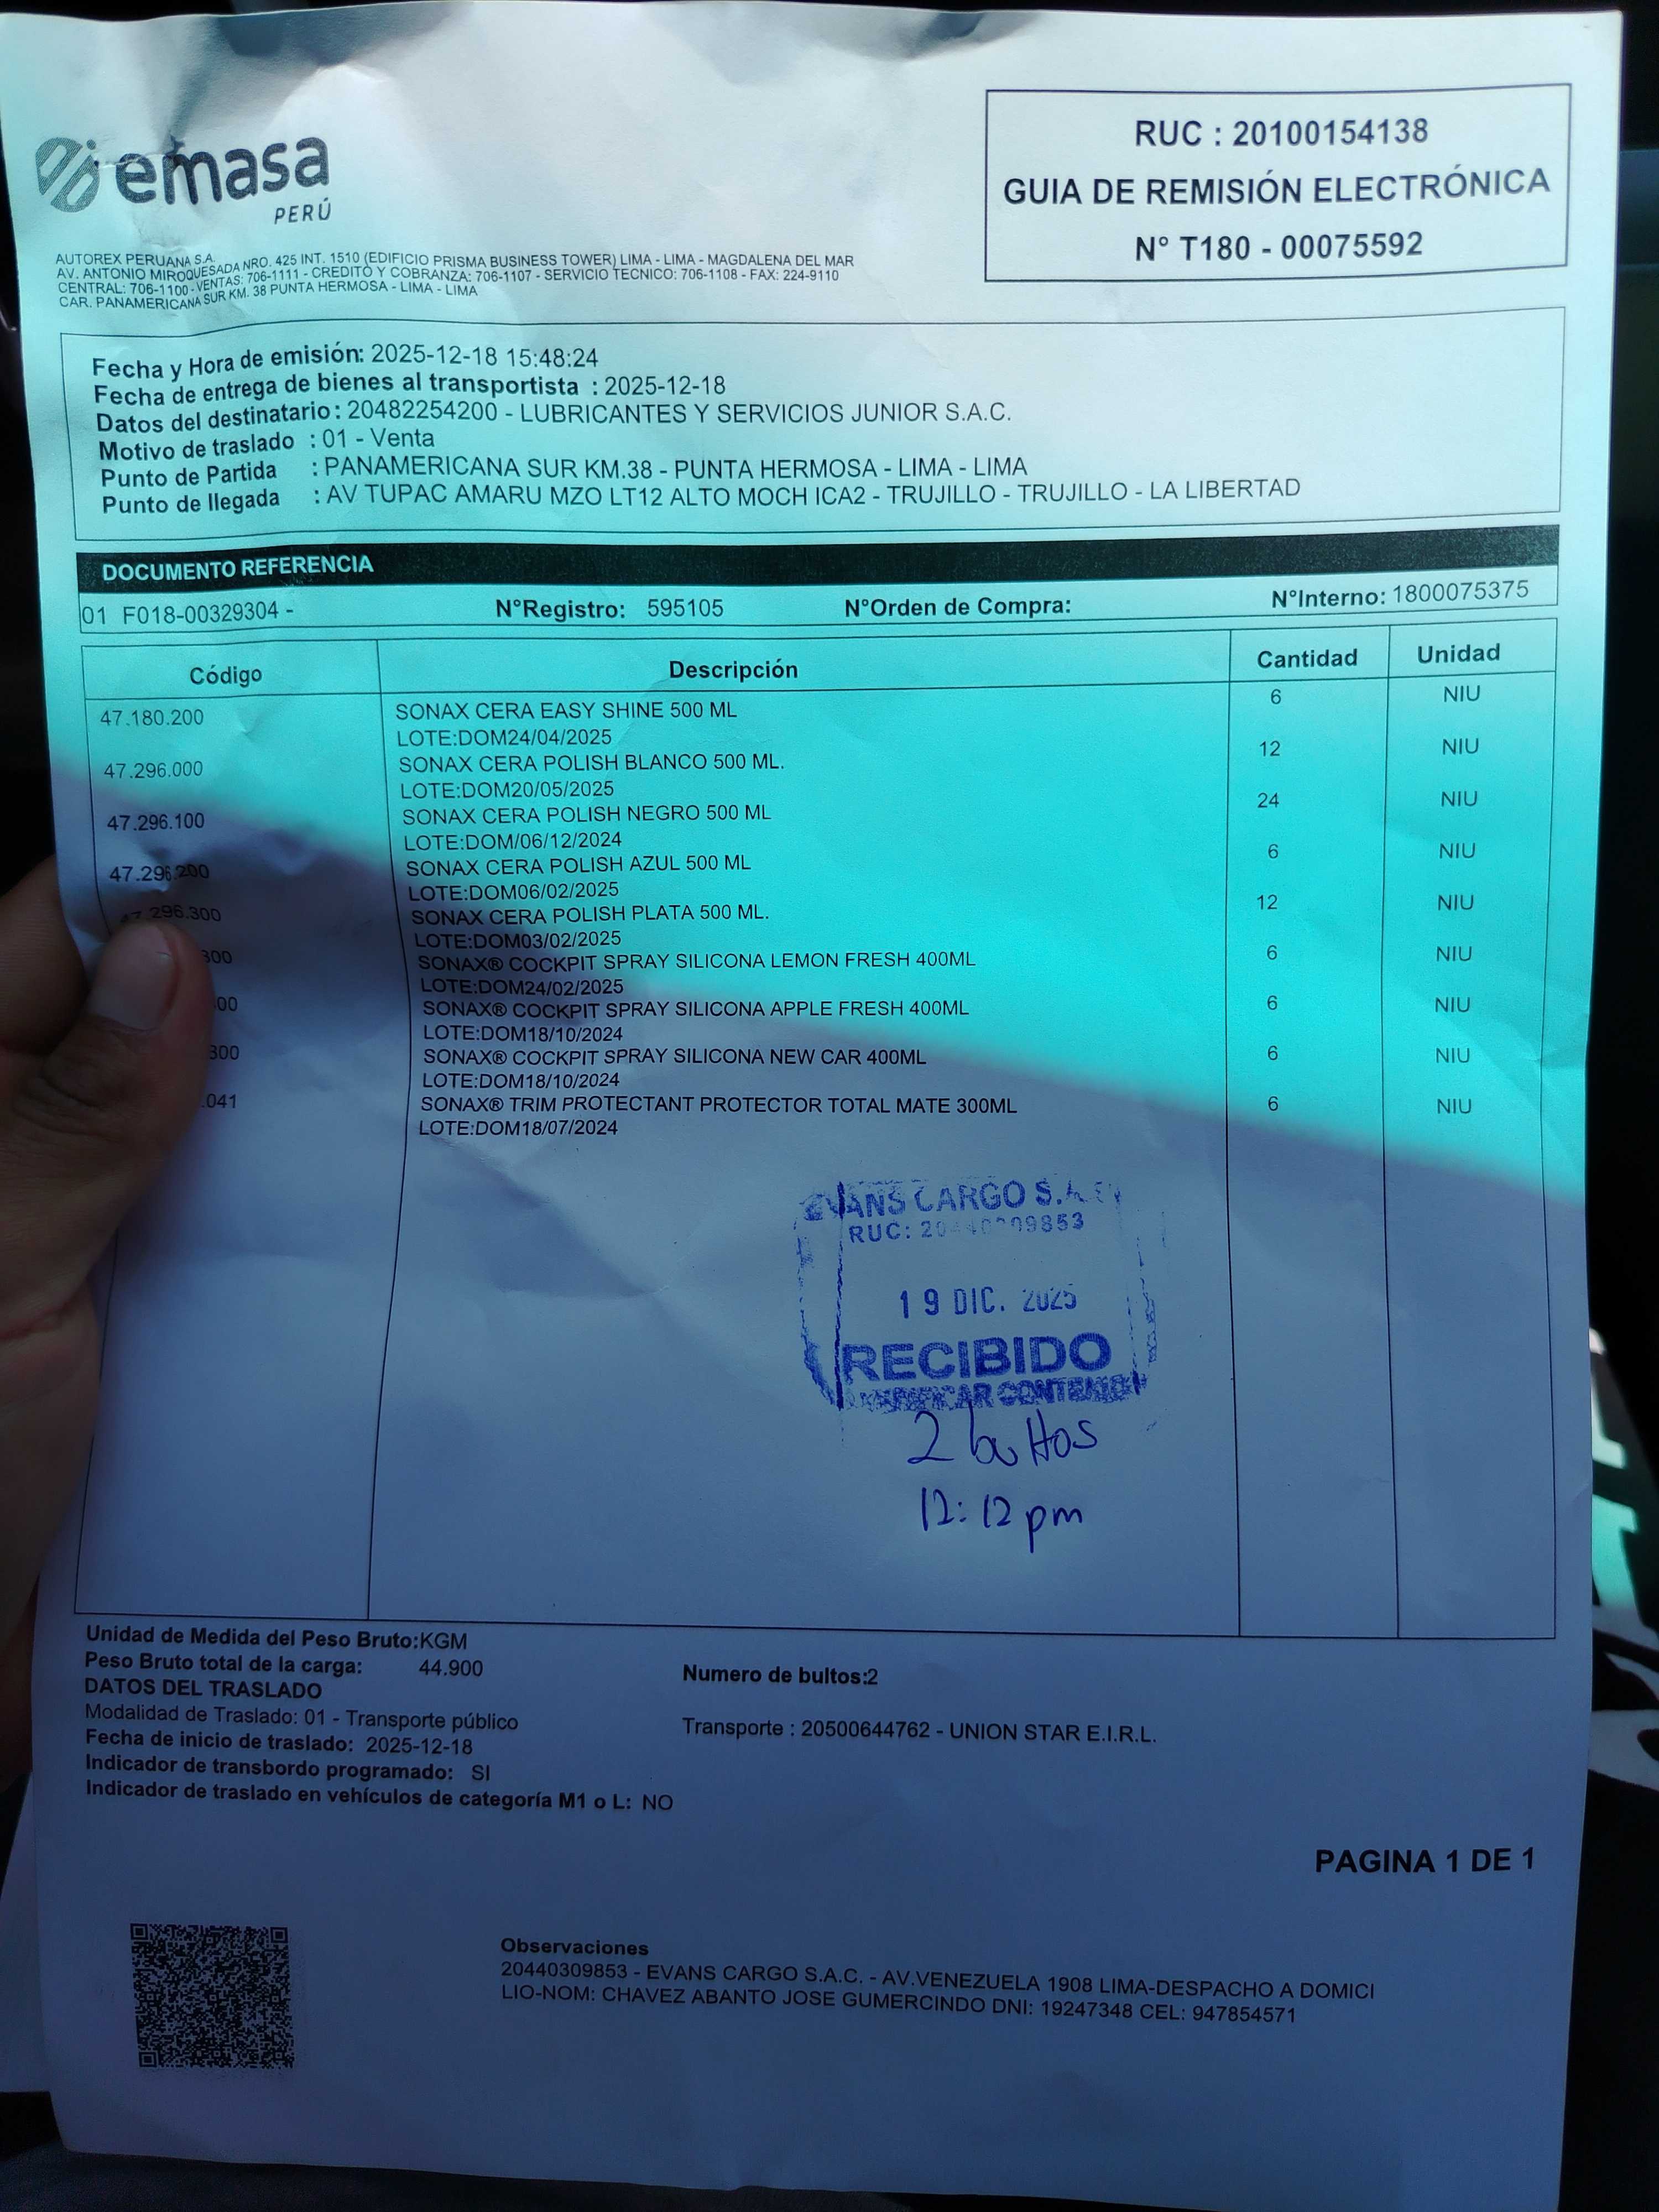 emasa
PERÚ
RUC : 20100154138
GUIA DE REMISIÓN ELECTRÓNICA
N° T180 - 00075592
AUTOREX PERUANA S.A.
AV. ANTONIO MIROQUESADA NRO. 425 INT. 1510 (EDIFICIO PRISMA BUSINESS TOWER) LIMA - LIMA - MAGDALENA DEL MAR
CENTRAL: 706-1100 - VENTAS: 706-1111 - CREDITO Y COBRANZA: 706-1107 - SERVICIO TECNICO: 706-1108 - FAX: 224-9110
CAR. PANAMERICANA SUR KM. 38 PUNTA HERMOSA - LIMA - LIMA
Fecha y Hora de emisión: 2025-12-18 15:48:24
Fecha de entrega de bienes al transportista : 2025-12-18
Datos del destinatario: 20482254200 - LUBRICANTES Y SERVICIOS JUNIOR S.A.C.
Motivo de traslado : 01 - Venta
Punto de Partida : PANAMERICANA SUR KM.38 - PUNTA HERMOSA - LIMA - LIMA
Punto de llegada : AV TUPAC AMARU MZO LT12 ALTO MOCH ICA2 - TRUJILLO - TRUJILLO - LA LIBERTAD
DOCUMENTO REFERENCIA
01 F018-00329304 - N°Registro: 595105 N°Orden de Compra: N°Interno: 1800075375
Código Descripción Cantidad Unidad
47.180.200 SONAX CERA EASY SHINE 500 ML 6 NIU
LOTE:DOM24/04/2025
47.296.000 SONAX CERA POLISH BLANCO 500 ML. 12 NIU
LOTE:DOM20/05/2025
47.296.100 SONAX CERA POLISH NEGRO 500 ML 24 NIU
LOTE:DOM/06/12/2024
47.296.200 SONAX CERA POLISH AZUL 500 ML 6 NIU
LOTE:DOM06/02/2025
47.296.300 SONAX CERA POLISH PLATA 500 ML. 12 NIU
LOTE:DOM03/02/2025
300 SONAX® COCKPIT SPRAY SILICONA LEMON FRESH 400ML 6 NIU
LOTE:DOM24/02/2025
00 SONAX® COCKPIT SPRAY SILICONA APPLE FRESH 400ML 6 NIU
LOTE:DOM18/10/2024
300 SONAX® COCKPIT SPRAY SILICONA NEW CAR 400ML 6 NIU
LOTE:DOM18/10/2024
.041 SONAX® TRIM PROTECTANT PROTECTOR TOTAL MATE 300ML 6 NIU
LOTE:DOM18/07/2024
EVANS CARGO S.A.C.
RUC:
19 DIC. 2025
RECIBIDO
2 bultos
12:12 pm
Unidad de Medida del Peso Bruto:KGM
Peso Bruto total de la carga: 44.900 Numero de bultos:2
DATOS DEL TRASLADO
Modalidad de Traslado: 01 - Transporte público Transporte : 20500644762 - UNION STAR E.I.R.L.
Fecha de inicio de traslado: 2025-12-18
Indicador de transbordo programado: SI
Indicador de traslado en vehículos de categoría M1 o L: NO
PAGINA 1 DE 1
Observaciones
20440309853 - EVANS CARGO S.A.C. - AV.VENEZUELA 1908 LIMA-DESPACHO A DOMICI
LIO-NOM: CHAVEZ ABANTO JOSE GUMERCINDO DNI: 19247348 CEL: 947854571